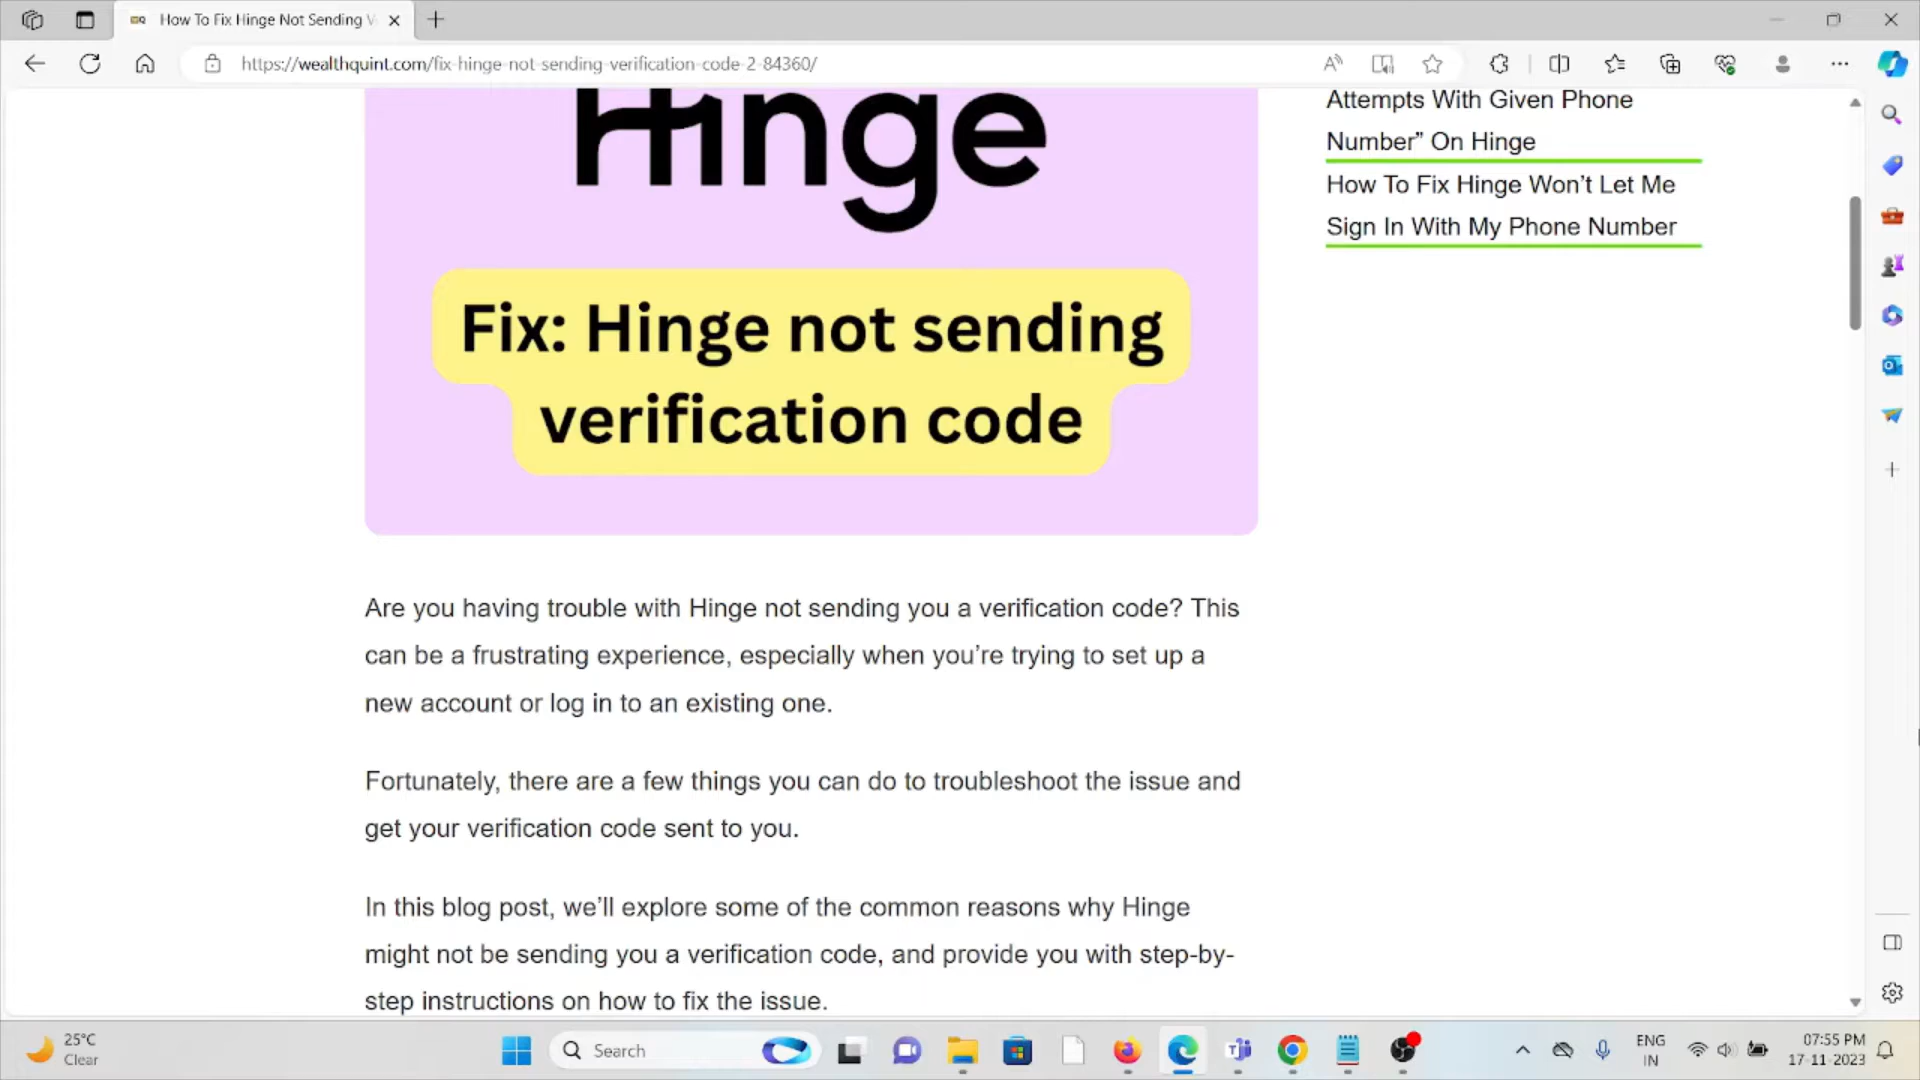 How To Fix Hinge Not Sending V
https://wealthquint.com/fix-hinge-not-sending-verification-code-2-84360/
Hinge
Fix: Hinge not sending
verification code
Attempts With Given Phone
Number” On Hinge
How To Fix Hinge Won’t Let Me
Sign In With My Phone Number
Are you having trouble with Hinge not sending you a verification code? This
can be a frustrating experience, especially when you’re trying to set up a
new account or log in to an existing one.
Fortunately, there are a few things you can do to troubleshoot the issue and
get your verification code sent to you.
In this blog post, we’ll explore some of the common reasons why Hinge
might not be sending you a verification code, and provide you with step-by-
step instructions on how to fix the issue.
25°C
Clear
Search
ENG
IN
07:55 PM
17-11-2023